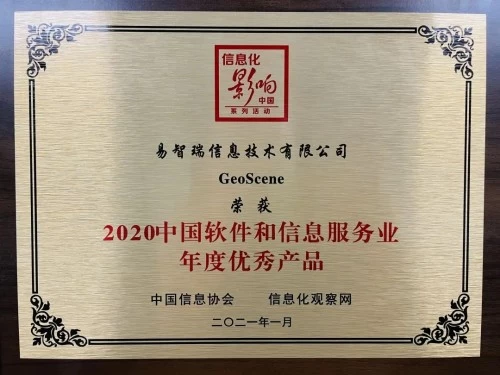 信息化
影响
中国
系列活动
易智瑞信息技术有限公司
GeoScene
荣获
2020中国软件和信息服务业
年度优秀产品
中国信息协会 信息化观察网
二〇二一年一月